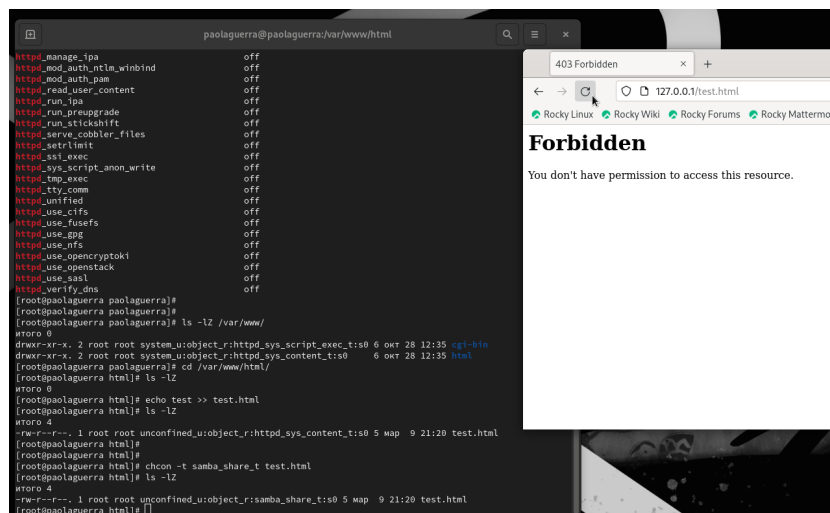 paolaguerra@paolaguerra:/var/www/html
httpd_manage_ipa off
httpd_mod_auth_ntlm_winbind off
httpd_mod_auth_pam off
httpd_read_user_content off
httpd_run_ipa off
httpd_run_preupgrade off
httpd_run_stickshift off
httpd_serve_cobbler_files off
httpd_setrlimit off
httpd_ssi_exec off
httpd_sys_script_anon_write off
httpd_tmp_exec off
httpd_tty_comm off
httpd_unified off
httpd_use_cifs off
httpd_use_fusefs off
httpd_use_gpg off
httpd_use_nfs off
httpd_use_opencryptoki off
httpd_use_openstack off
httpd_use_sasl off
httpd_verify_dns off
[root@paolaguerra paolaguerra]#
[root@paolaguerra paolaguerra]#
[root@paolaguerra paolaguerra]# ls -lZ /var/www/
итого 0
drwxr-xr-x. 2 root root system_u:object_r:httpd_sys_script_exec_t:s0 6 окт 28 12:35 cgi-bin
drwxr-xr-x. 2 root root system_u:object_r:httpd_sys_content_t:s0 6 окт 28 12:35 html
[root@paolaguerra paolaguerra]# cd /var/www/html/
[root@paolaguerra html]# ls -lZ
итого 0
[root@paolaguerra html]# echo test >> test.html
[root@paolaguerra html]# ls -lZ
итого 4
-rw-r--r--. 1 root root unconfined_u:object_r:httpd_sys_content_t:s0 5 мар 9 21:20 test.html
[root@paolaguerra html]#
[root@paolaguerra html]#
[root@paolaguerra html]# chcon -t samba_share_t test.html
[root@paolaguerra html]# ls -lZ
итого 4
-rw-r--r--. 1 root root unconfined_u:object_r:samba_share_t:s0 5 мар 9 21:20 test.html
[root@paolaguerra html]#
403 Forbidden
127.0.0.1/test.html
Rocky Linux Rocky Wiki Rocky Forums Rocky Mattermo
Forbidden
You don't have permission to access this resource.